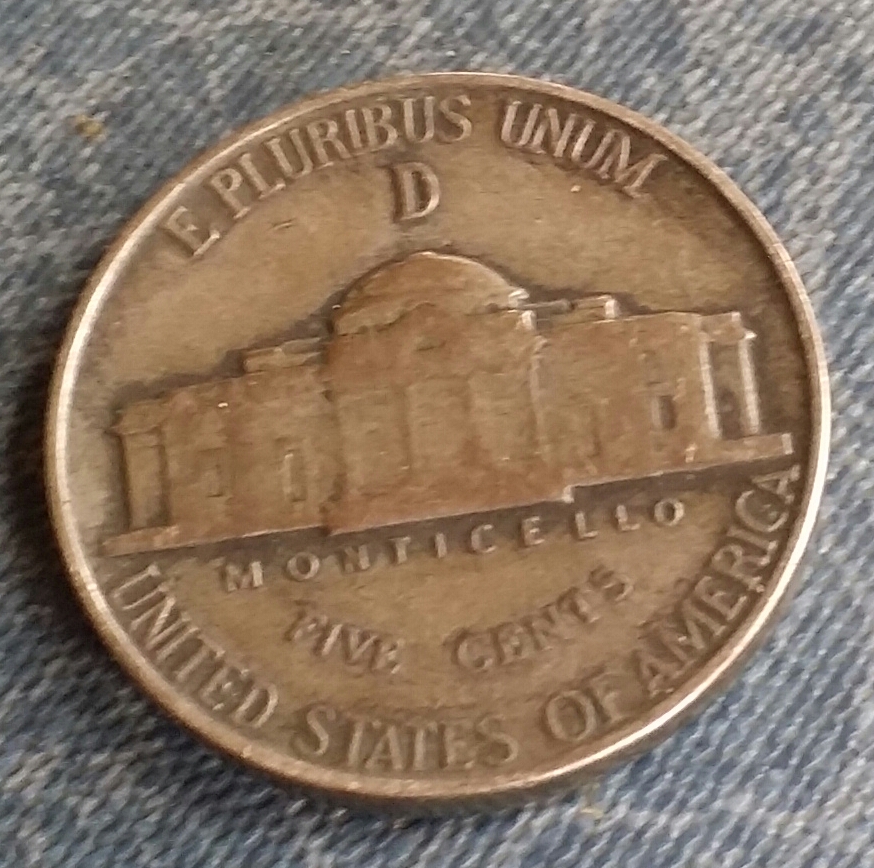 E PLURIBUS UNUM
D
MONTICELLO
FIVE CENTS
UNITED STATES OF AMERICA